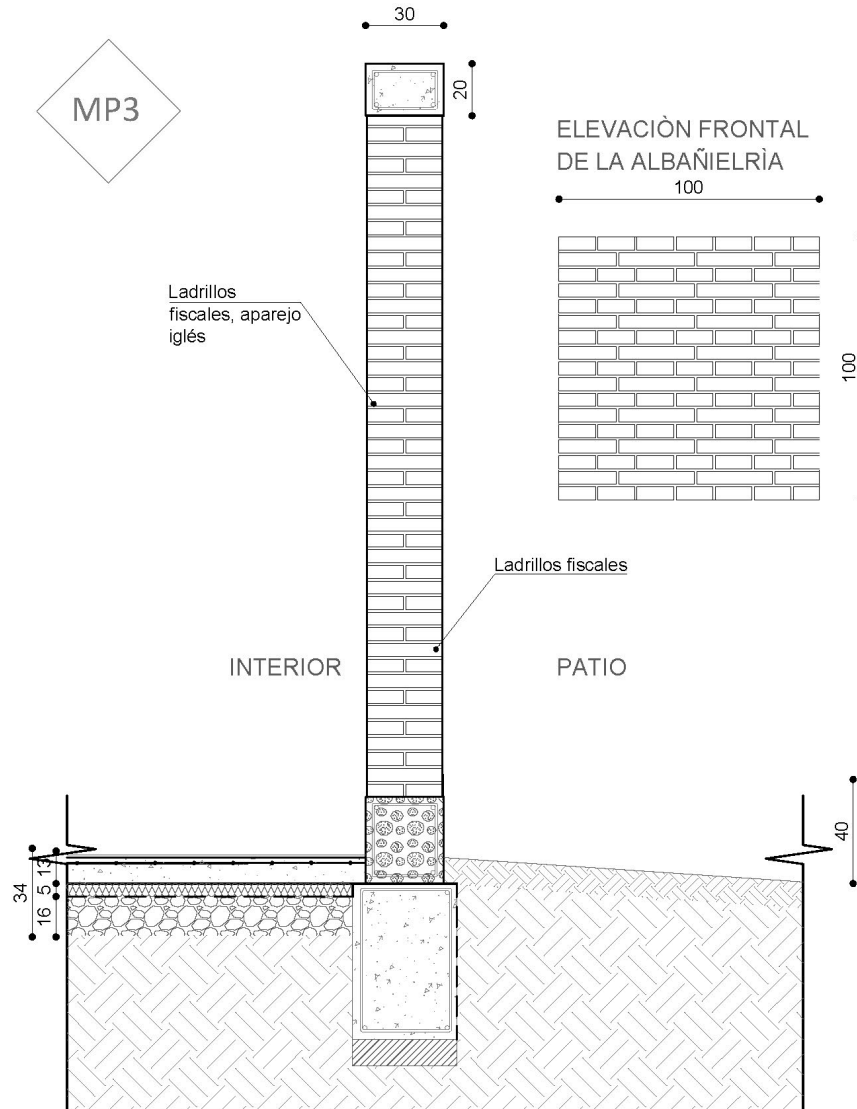 30
MP3
20
ELEVACIÒN FRONTAL
DE LA ALBAÑIELRÌA
100
Ladrillos
fiscales, aparejo
iglés
100
Ladrillos fiscales
INTERIOR
PATIO
40
13
34
5
16